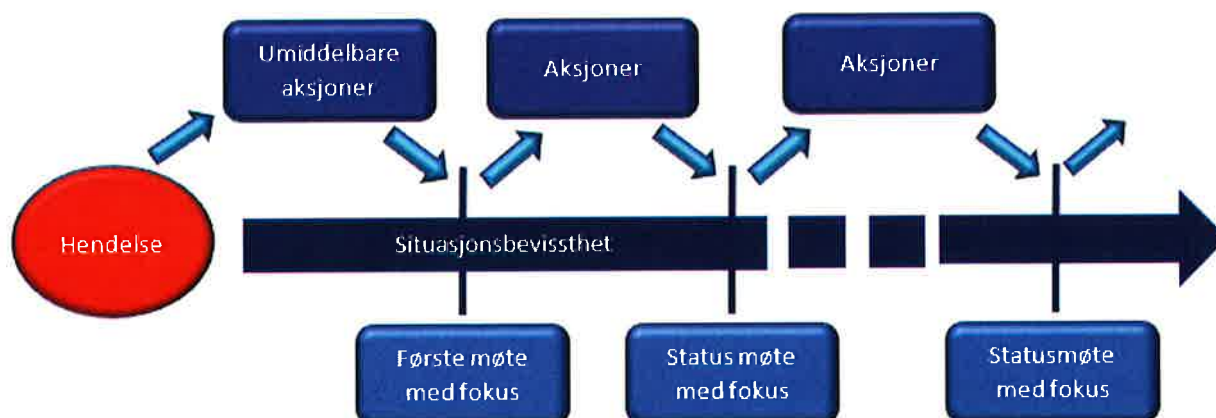 Umiddelbare
aksjoner
Aksjoner
Aksjoner
Hendelse
Situasjonsbevissthet
Første møte
med fokus
Status møte
med fokus
Statusmøte
med fokus